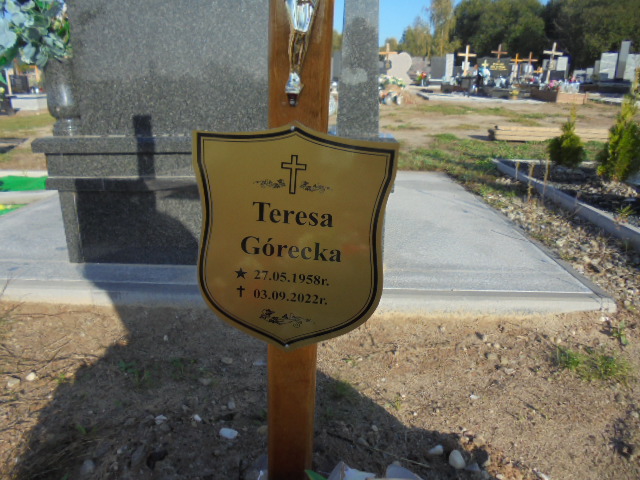 Teresa
Górecka
★ 27.05.1958r.
✝ 03.09.2022r.